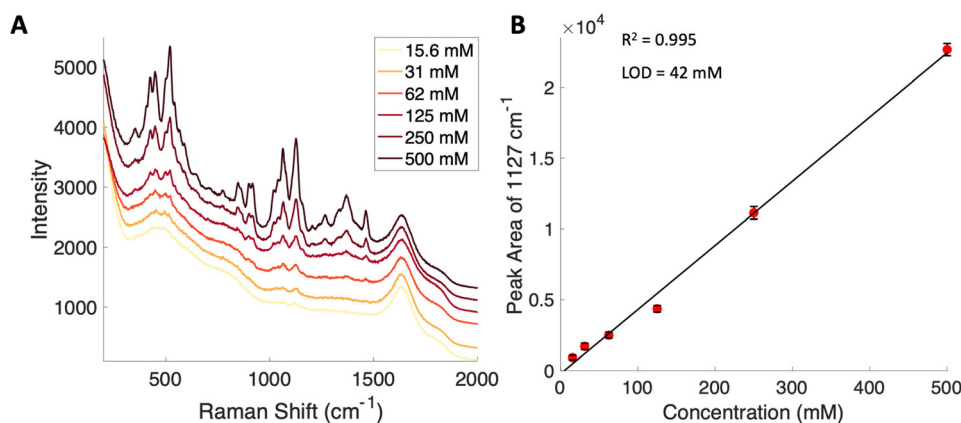 A
Intensity
5000
4000
3000
2000
1000
500
1000
1500
2000
Raman Shift (cm⁻¹)
15.6 mM
31 mM
62 mM
125 mM
250 mM
500 mM
B
×10⁴
R² = 0.995
LOD = 42 mM
Peak Area of 1127 cm⁻¹
2
1.5
1
0.5
0
0
100
200
300
400
500
Concentration (mM)